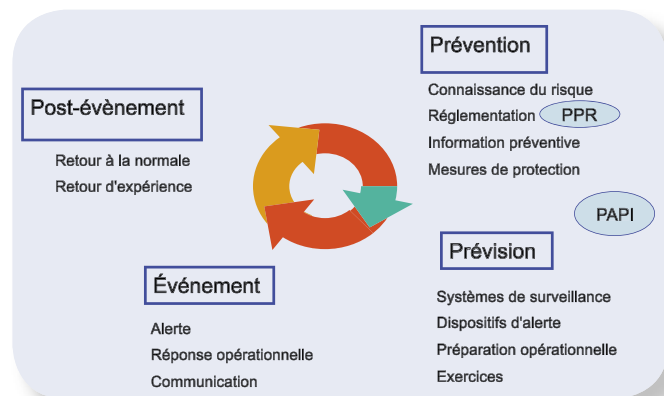 Prévention
Connaissance du risque
Réglementation PPR
Information préventive
Mesures de protection
PAPI
Prévision
Systèmes de surveillance
Dispositifs d'alerte
Préparation opérationnelle
Exercices
Événement
Alerte
Réponse opérationnelle
Communication
Post-évènement
Retour à la normale
Retour d'expérience